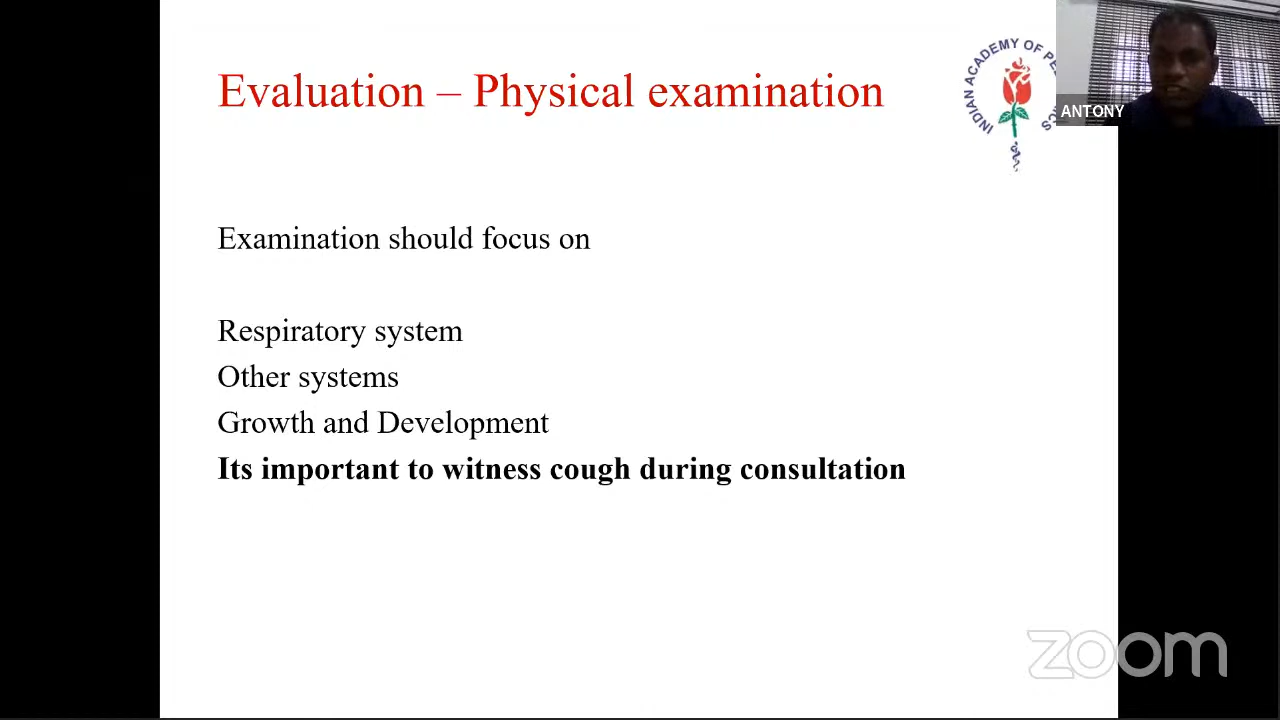 Evaluation – Physical examination
INDIAN ACADEMY OF
ANTONY
Examination should focus on
Respiratory system
Other systems
Growth and Development
Its important to witness cough during consultation
zoom